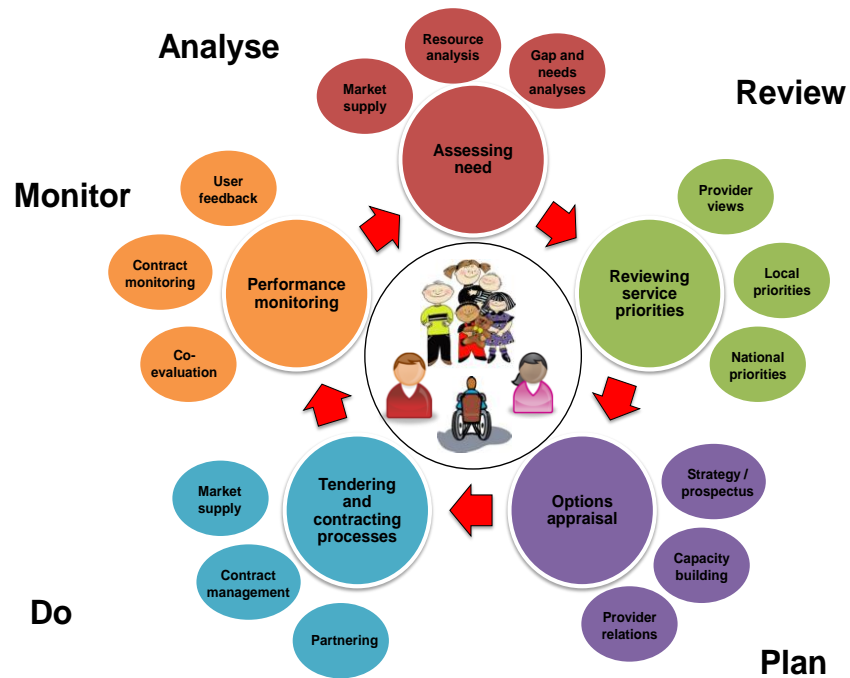 Analyse
Resource
analysis
Gap and
needs
analyses
Market
supply
Assessing
need
Review
Provider
views
Local
priorities
National
priorities
Reviewing
service
priorities
Strategy /
prospectus
Capacity
building
Provider
relations
Options
appraisal
Plan
Tendering
and
contracting
processes
Market
supply
Contract
management
Partnering
Do
Monitor
User
feedback
Contract
monitoring
Co-
evaluation
Performance
monitoring